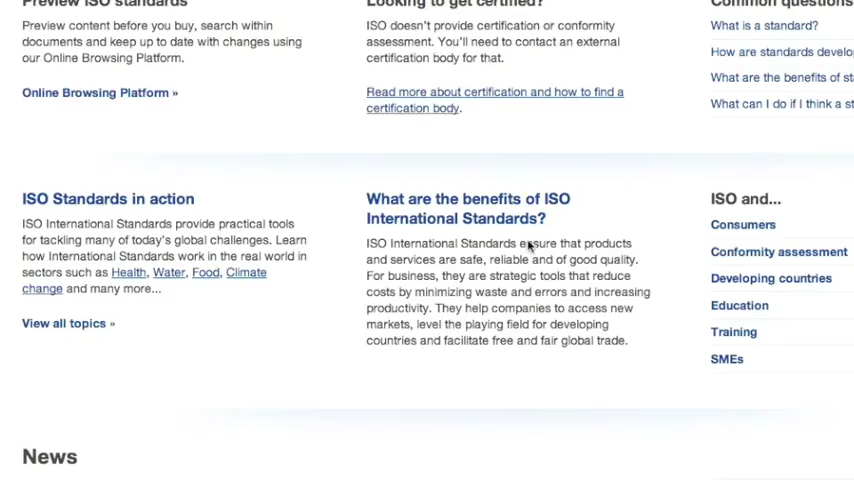 Preview ISO standards
Preview content before you buy, search within
documents and keep up to date with changes using
our Online Browsing Platform.
Online Browsing Platform »
Looking to get certified?
ISO doesn't provide certification or conformity
assessment. You'll need to contact an external
certification body for that.
Read more about certification and how to find a
certification body.
Common questions
What is a standard?
How are standards develo
What are the benefits of st
What can I do if I think a st
ISO Standards in action
ISO International Standards provide practical tools
for tackling many of today's global challenges. Learn
how International Standards work in the real world in
sectors such as Health, Water, Food, Climate
change and many more...
View all topics »
What are the benefits of ISO
International Standards?
ISO International Standards ensure that products
and services are safe, reliable and of good quality.
For business, they are strategic tools that reduce
costs by minimizing waste and errors and increasing
productivity. They help companies to access new
markets, level the playing field for developing
countries and facilitate free and fair global trade.
ISO and...
Consumers
Conformity assessment
Developing countries
Education
Training
SMEs
News